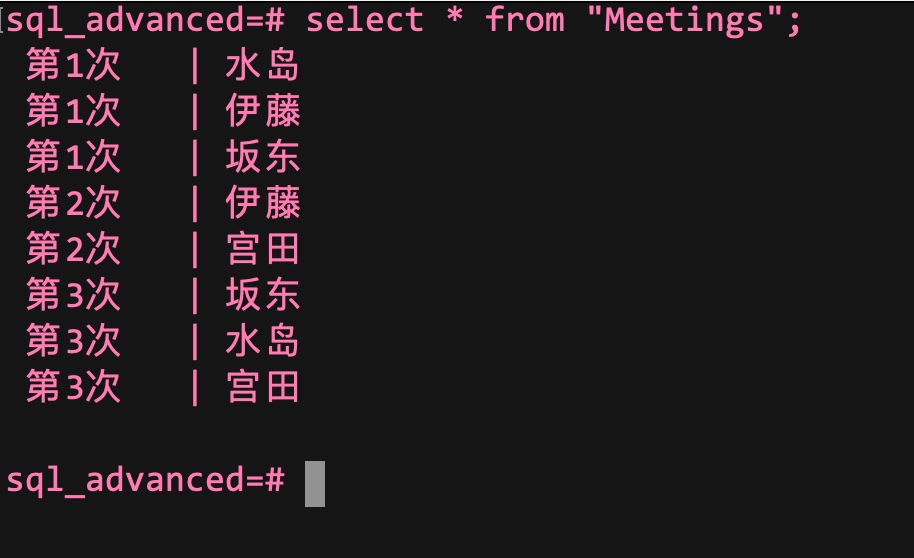 sql_advanced=# select * from "Meetings";
第1次 | 水岛
第1次 | 伊藤
第1次 | 坂东
第2次 | 伊藤
第2次 | 宫田
第3次 | 坂东
第3次 | 水岛
第3次 | 宫田
sql_advanced=#